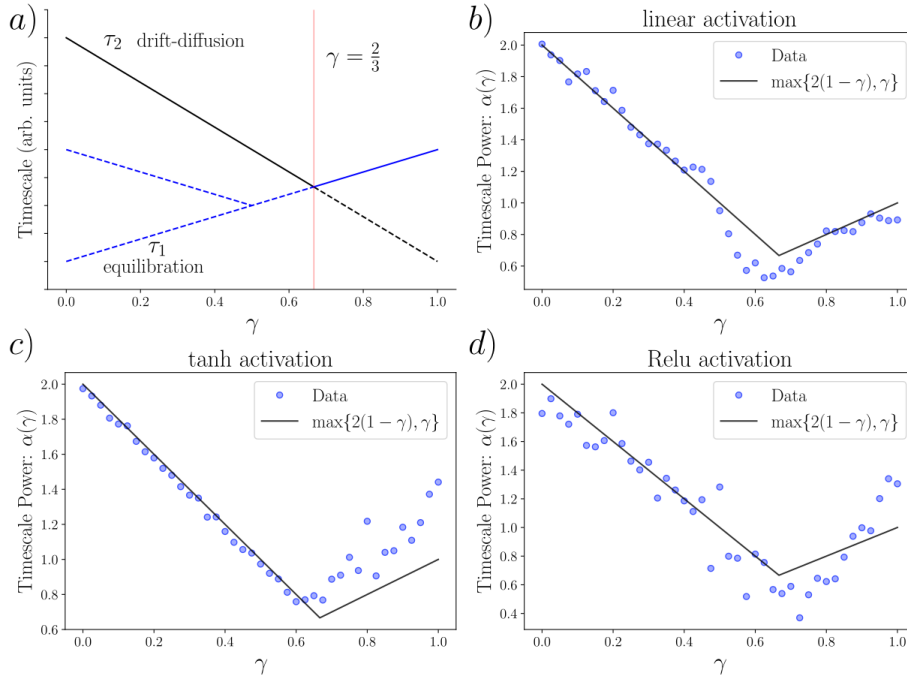 a)
τ2 drift-diffusion
γ = 2/3
τ1
equilibration
Timescale (arb. units)
0.0 0.2 0.4 0.6 0.8 1.0
γ
b)
linear activation
Data
max{2(1 − γ), γ}
Timescale Power: α(γ)
2.0
1.8
1.6
1.4
1.2
1.0
0.8
0.6
0.0 0.2 0.4 0.6 0.8 1.0
γ
c)
tanh activation
Data
max{2(1 − γ), γ}
Timescale Power: α(γ)
2.0
1.8
1.6
1.4
1.2
1.0
0.8
0.6
0.0 0.2 0.4 0.6 0.8 1.0
γ
d)
Relu activation
Data
max{2(1 − γ), γ}
Timescale Power: α(γ)
2.0
1.8
1.6
1.4
1.2
1.0
0.8
0.6
0.4
0.0 0.2 0.4 0.6 0.8 1.0
γ